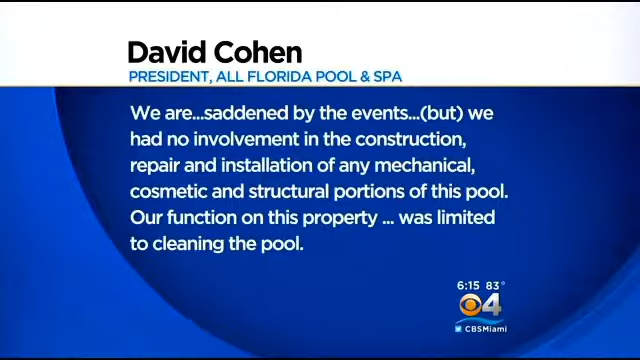 David Cohen
PRESIDENT, ALL FLORIDA POOL & SPA
We are...saddened by the events...(but) we
had no involvement in the construction,
repair and installation of any mechanical,
cosmetic and structural portions of this pool.
Our function on this property ... was limited
to cleaning the pool.
6:15 83°
4
CBSMiami